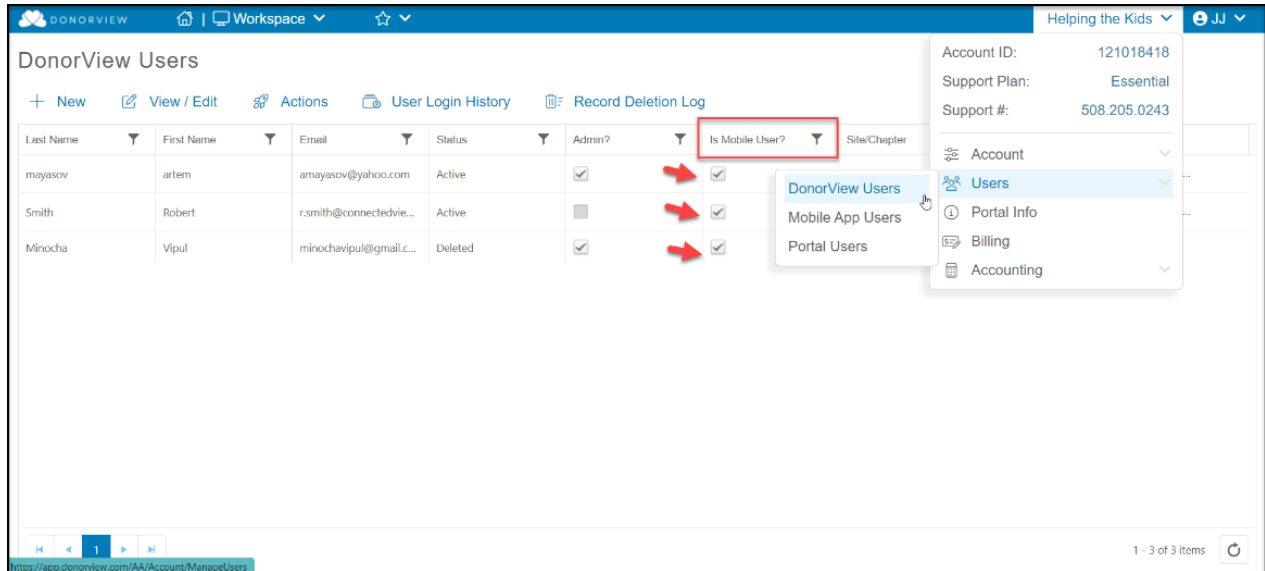 DONORVIEW | Workspace Helping the Kids JJ
DonorView Users
New View / Edit Actions User Login History Record Deletion Log
Account ID: 121018418
Support Plan: Essential
Support #: 508.205.0243
Account
Users
Portal Info
Billing
Accounting
DonorView Users
Mobile App Users
Portal Users
Last Name First Name Email Status Admin? Is Mobile User? Site/Chapter
mayasov artem amayasov@yahoo.com Active ...
Smith Robert r.smith@connectedvie... Active ...
Minocha Vipul minochavipul@gmail.c... Deleted
1
1 - 3 of 3 items
https://app.donorview.com/AA/Account/ManageUsers